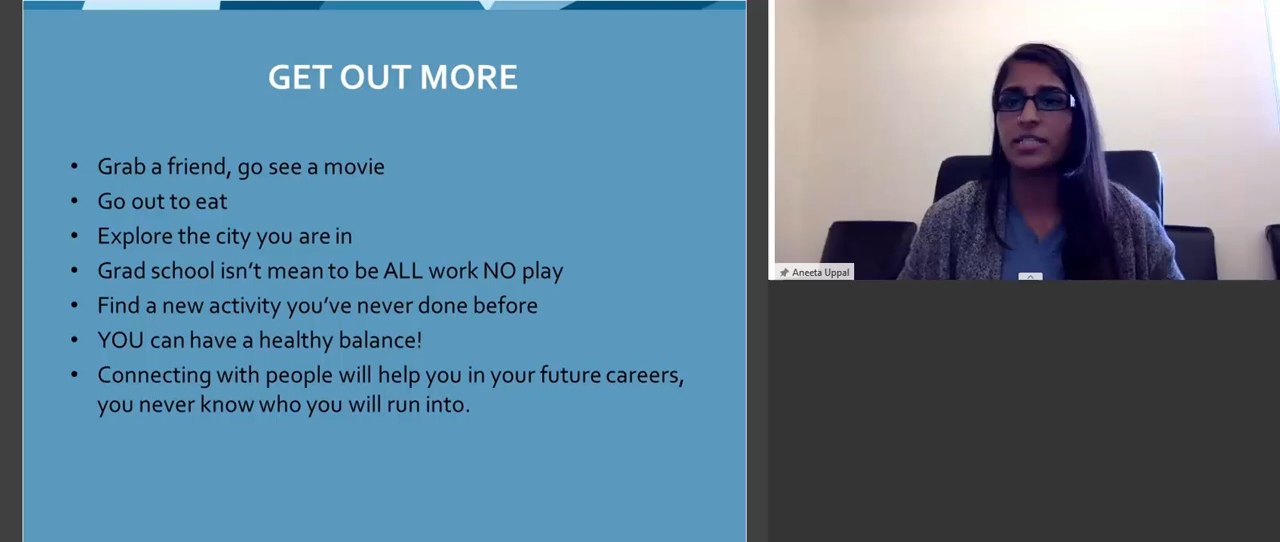 GET OUT MORE
• Grab a friend, go see a movie
• Go out to eat
• Explore the city you are in
• Grad school isn't mean to be ALL work NO play
• Find a new activity you've never done before
• YOU can have a healthy balance!
• Connecting with people will help you in your future careers,
you never know who you will run into.
Aneeta Uppal